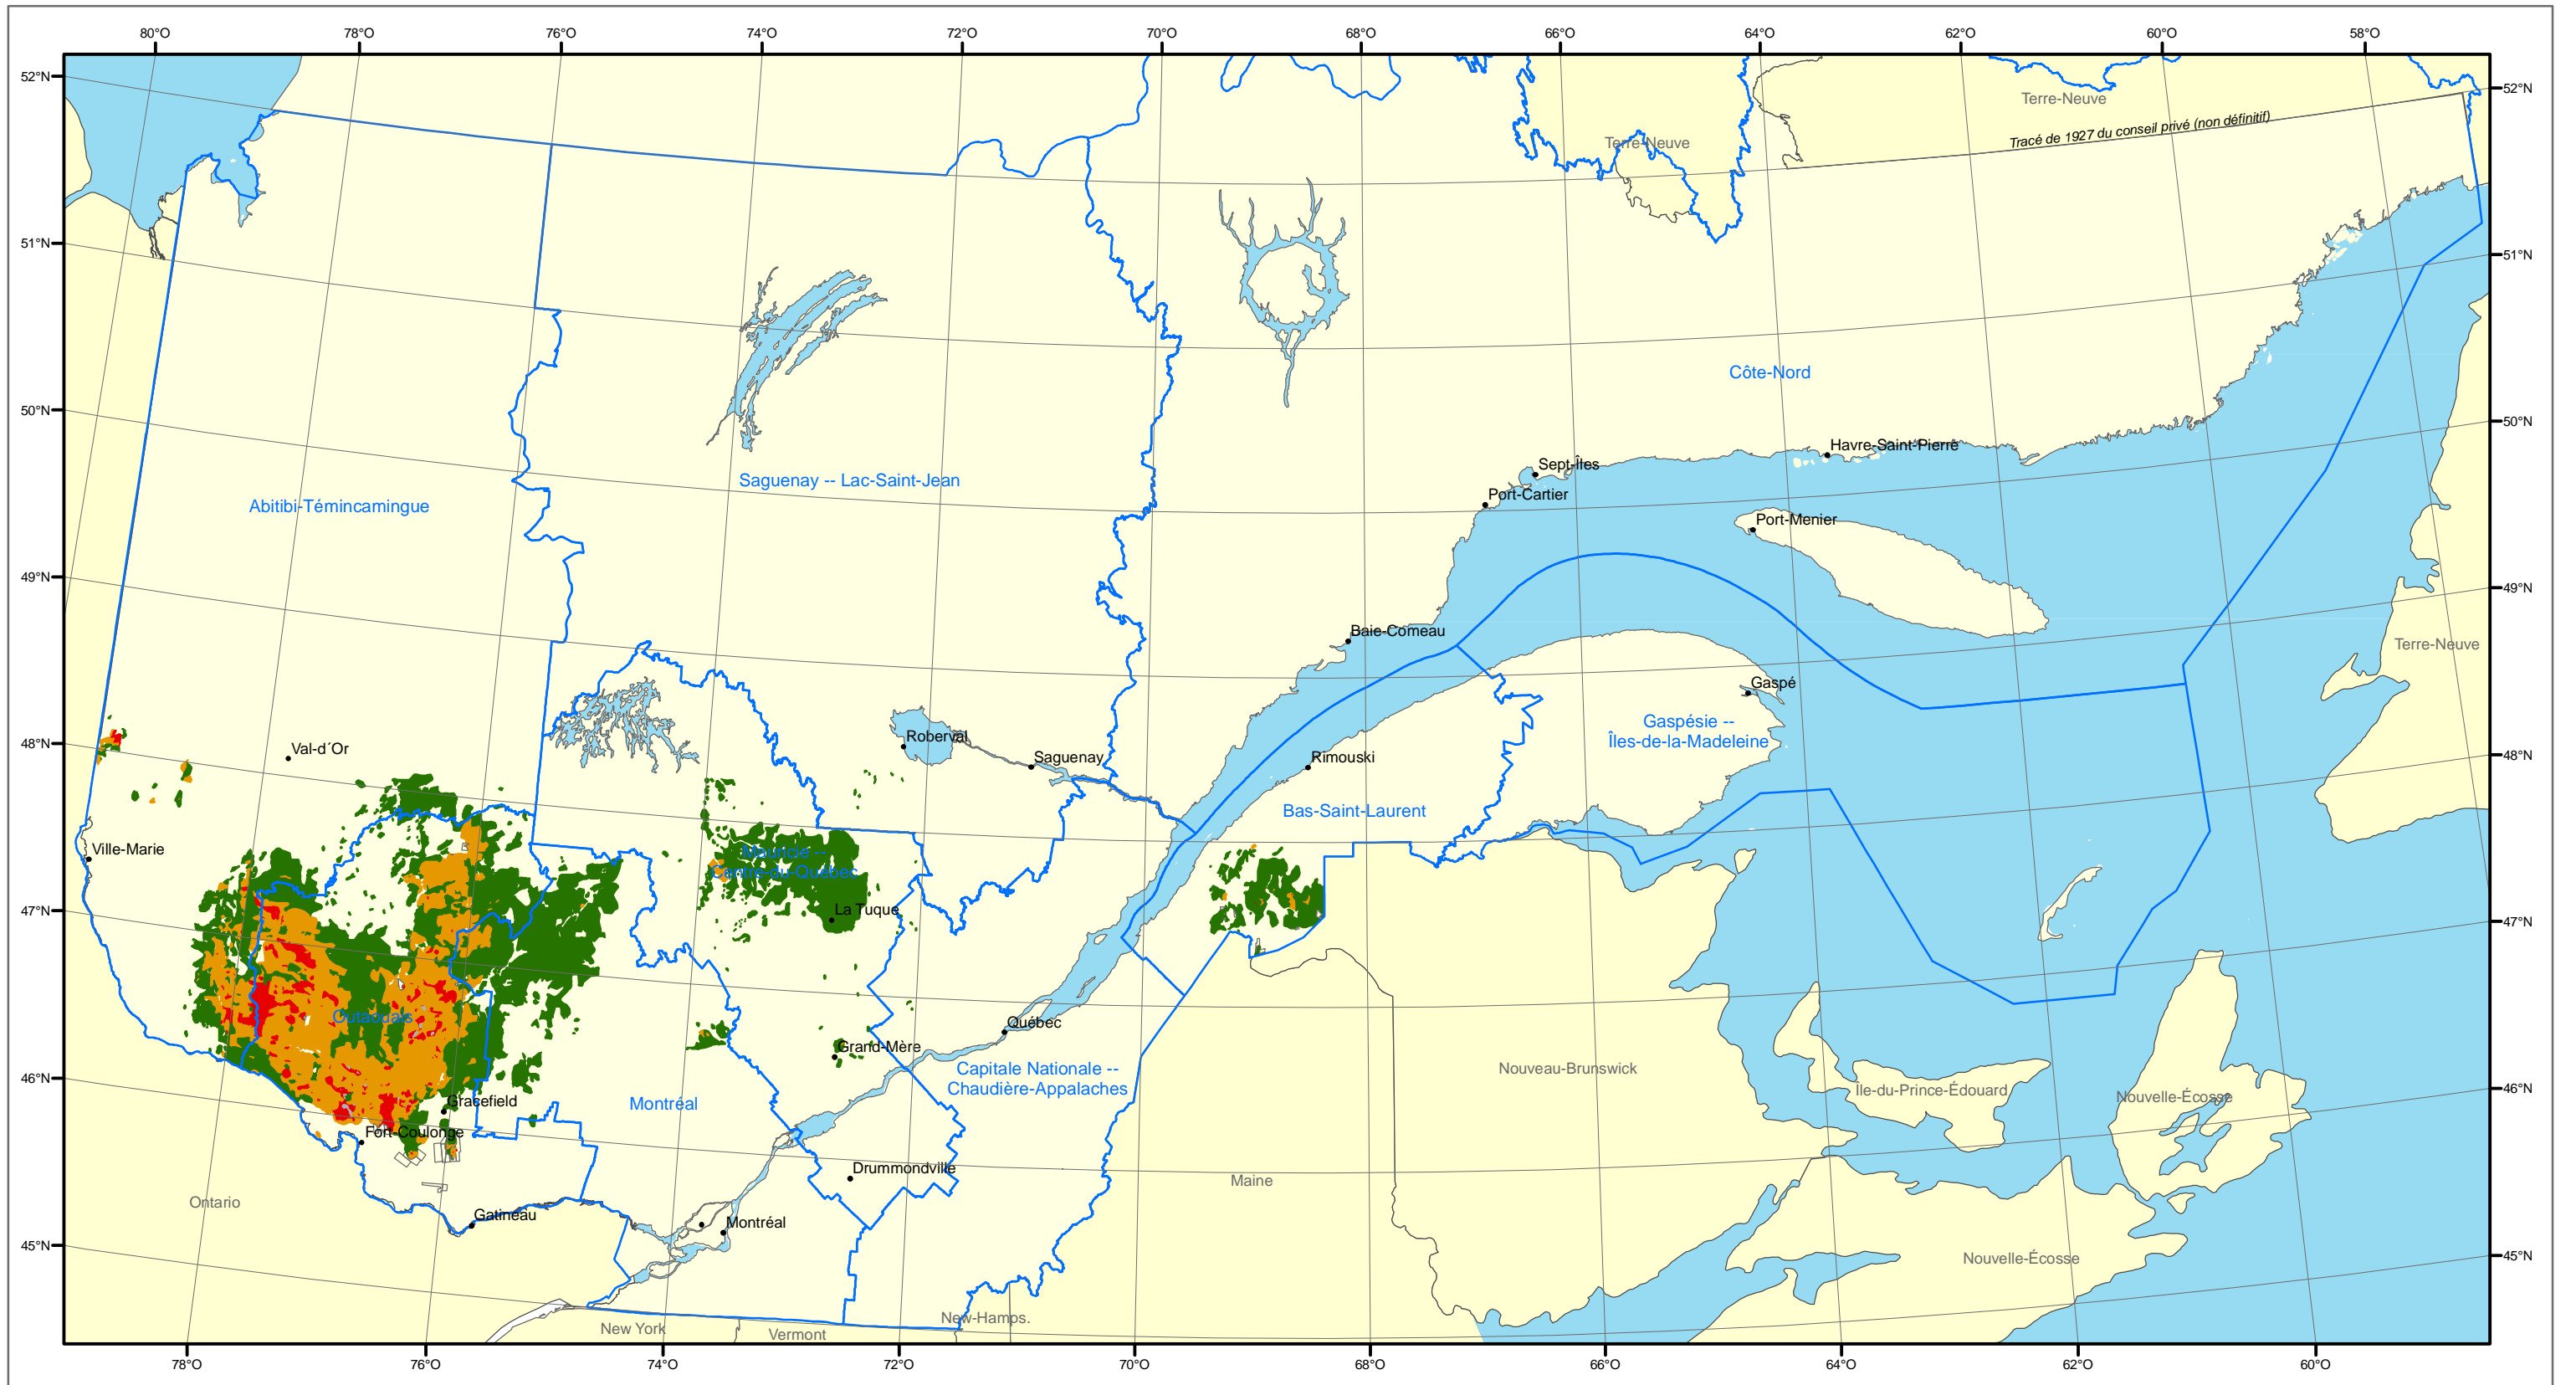 80°O 78°O 76°O 74°O 72°O 70°O 68°O 66°O 64°O 62°O 60°O 58°O
52°N
52°N
Terre-Neuve
Tracé de 1927 du conseil privé (non définitif)
Terre-Neuve
51°N
51°N
Côte-Nord
50°N
50°N
Havre-Saint-Pierre
Sept-Îles
Saguenay -- Lac-Saint-Jean
Port-Cartier
Abitibi-Témincamingue
Port-Menier
49°N
49°N
Baie-Comeau
Terre-Neuve
Gaspé
Gaspésie --
Îles-de-la-Madeleine
Roberval
48°N
Val-d´Or
Saguenay
Rimouski
48°N
Bas-Saint-Laurent
Ville-Marie
Mauricie --
Centre-du-Québec
La Tuque
47°N
47°N
Outaouais
Québec
Grand-Mère
Capitale Nationale --
Chaudière-Appalaches
Nouveau-Brunswick
46°N
46°N
Île-du-Prince-Édouard
Nouvelle-Écosse
Gracefield
Montréal
Fort-Coulonge
Drummondville
Maine
Ontario
Gatineau
Montréal
45°N
45°N
Nouvelle-Écosse
New-Hamps.
New York
Vermont
78°O 76°O 74°O 72°O 70°O 68°O 66°O 64°O 62°O 60°O